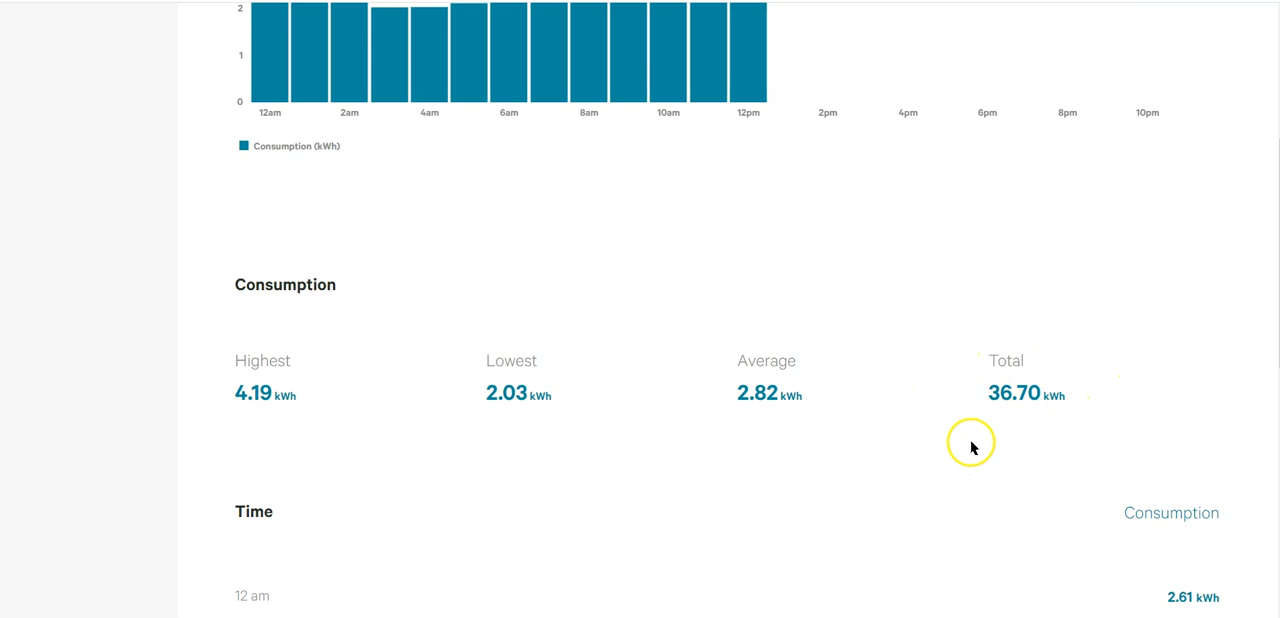 2
1
0
12am 2am 4am 6am 8am 10am 12pm 2pm 4pm 6pm 8pm 10pm
Consumption (kWh)
Consumption
Highest Lowest Average Total
4.19 kWh 2.03 kWh 2.82 kWh 36.70 kWh
Time Consumption
12 am 2.61 kWh